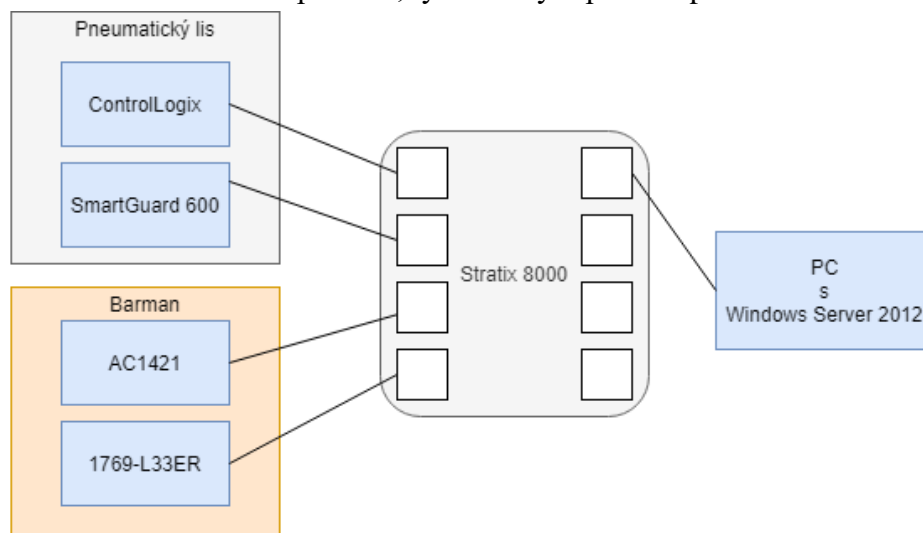 Pneumatický lis
ControlLogix
SmartGuard 600
Barman
AC1421
1769-L33ER
Stratix 8000
PC
s
Windows Server 2012